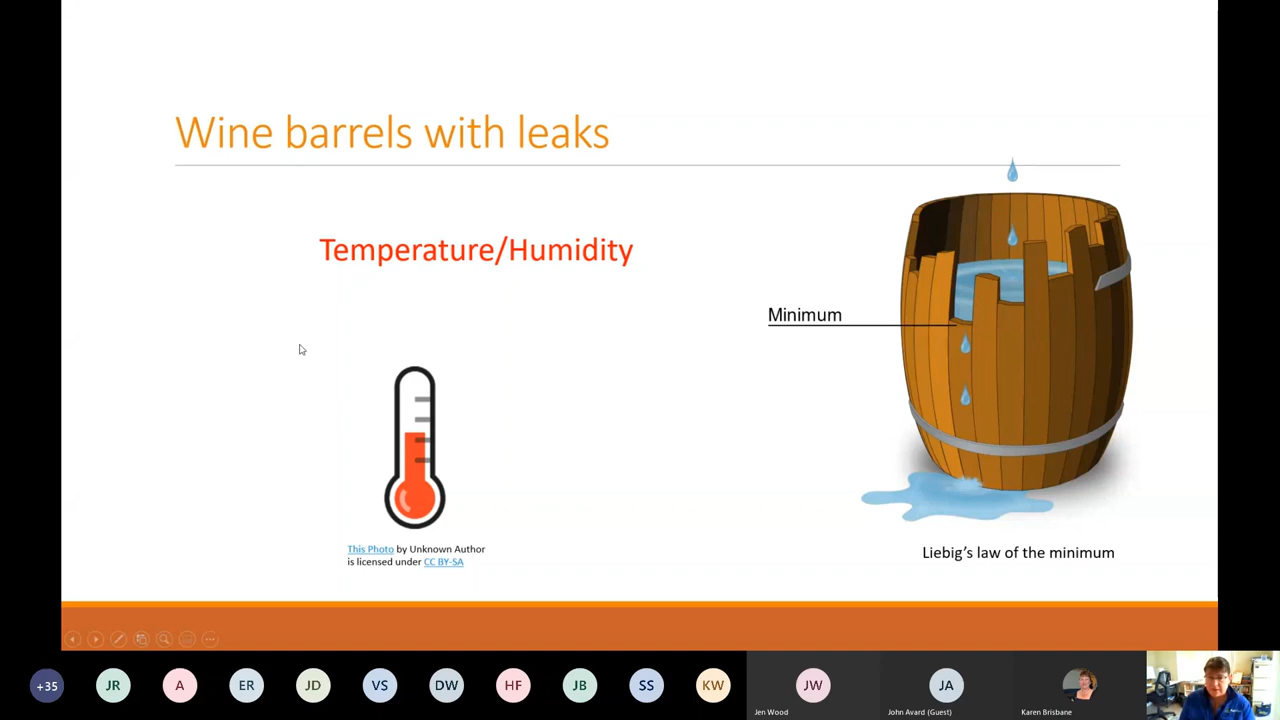 Wine barrels with leaks
Temperature/Humidity
Minimum
This Photo by Unknown Author
is licensed under CC BY-SA
Liebig's law of the minimum
+35
JR
A
ER
JD
VS
DW
HF
JB
SS
KW
JW
Jen Wood
JA
John Avard (Guest)
Karen Brisbane